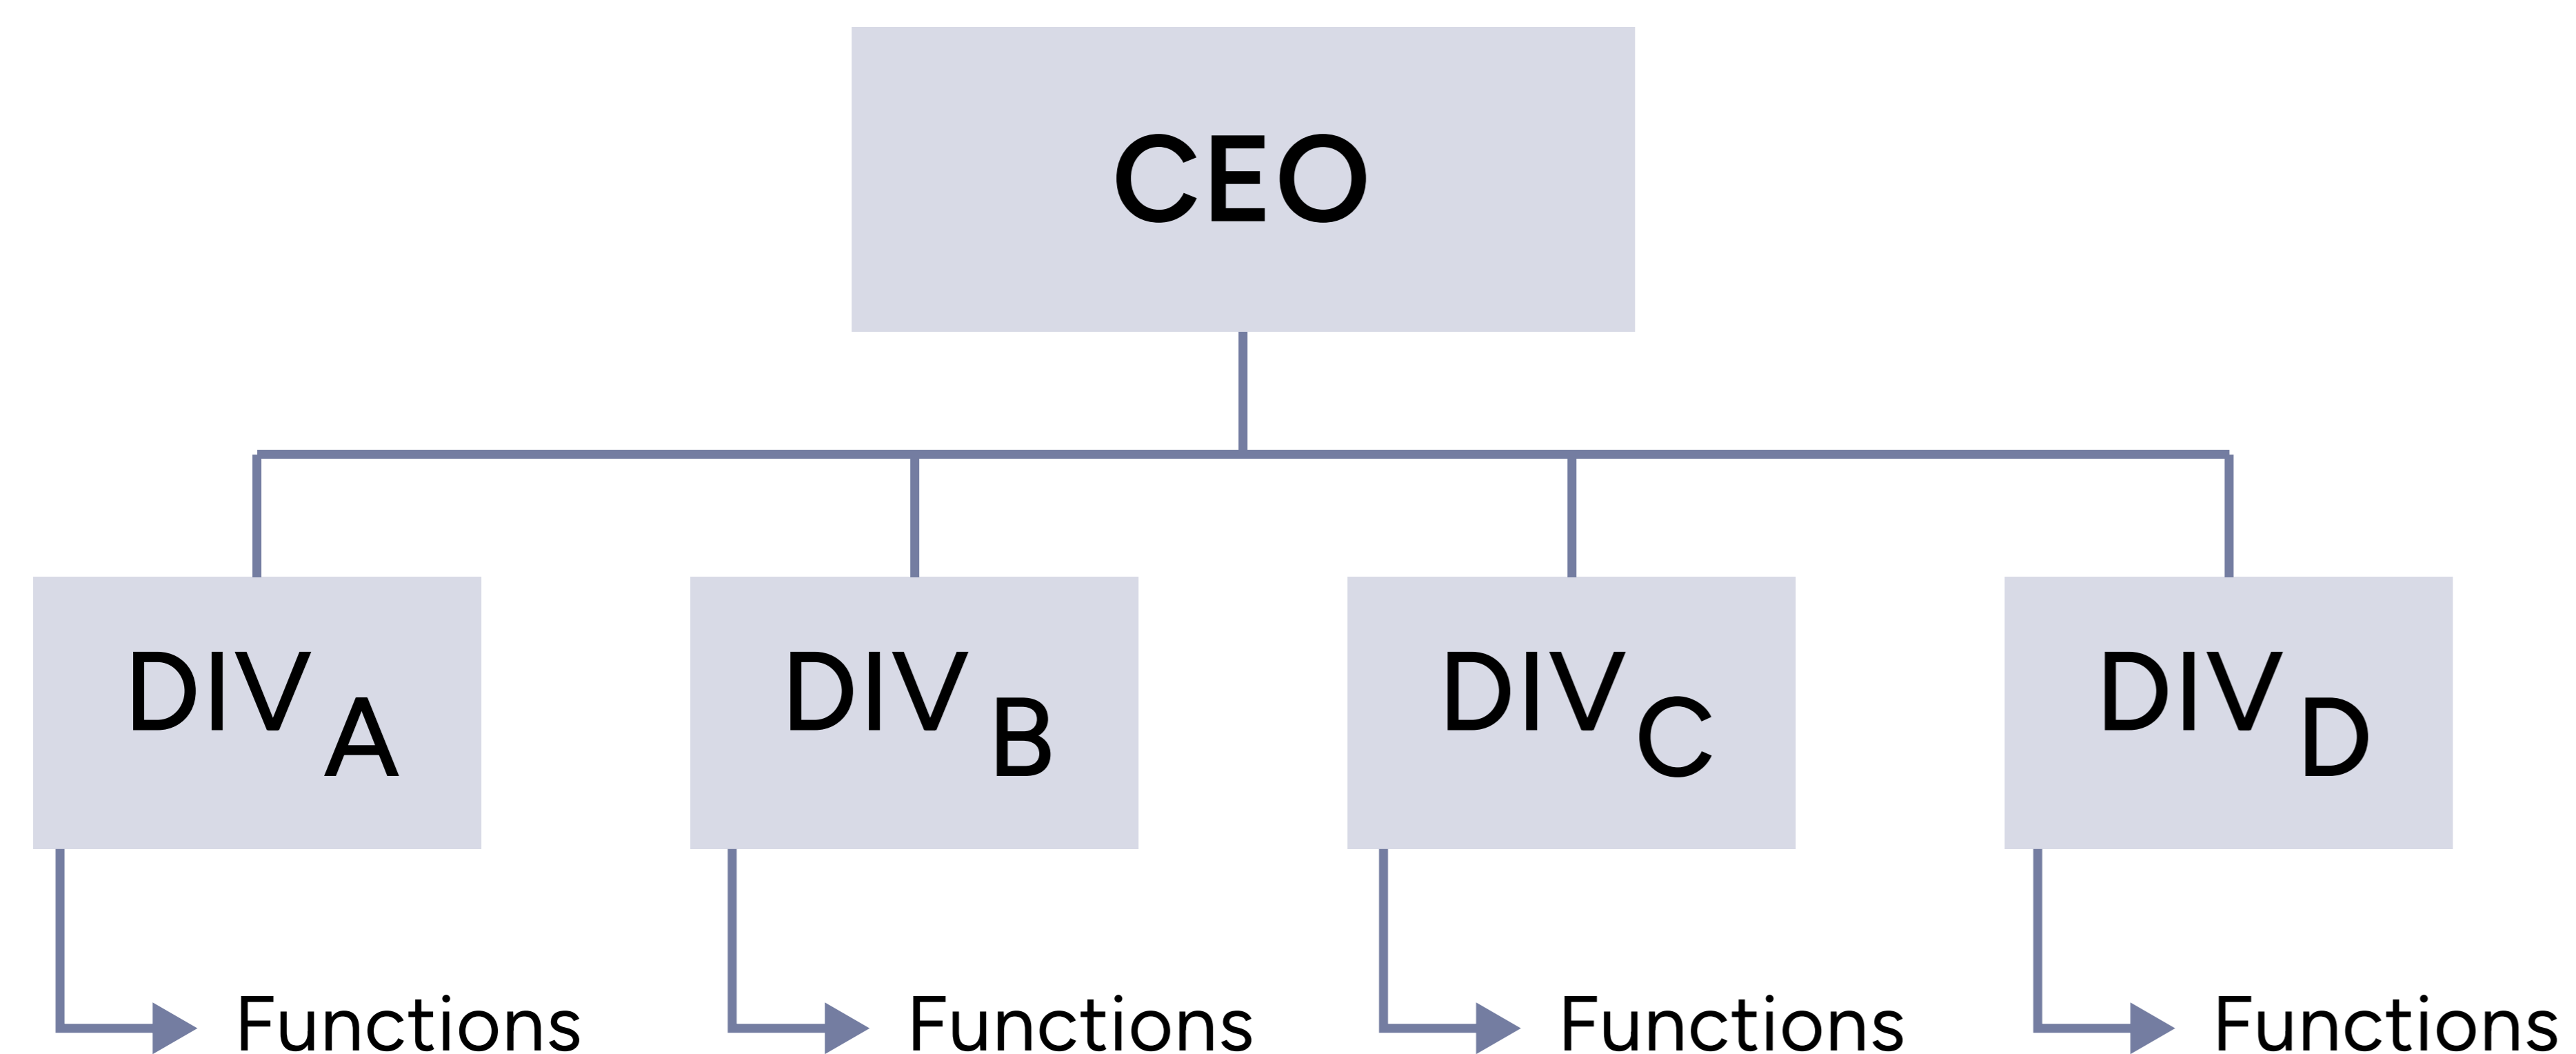 CEO
DIV A
DIV B
DIV C
DIV D
Functions
Functions
Functions
Functions